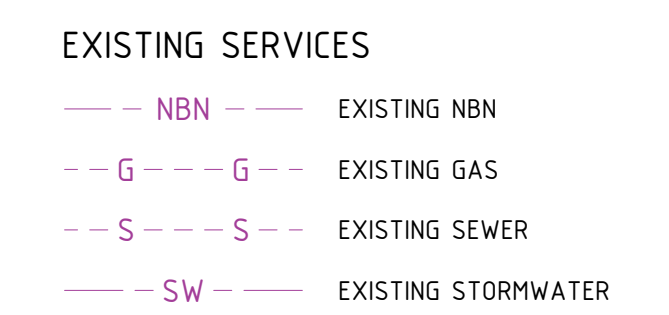 EXISTING SERVICES
NBN EXISTING NBN
G G EXISTING GAS
S S EXISTING SEWER
SW EXISTING STORMWATER